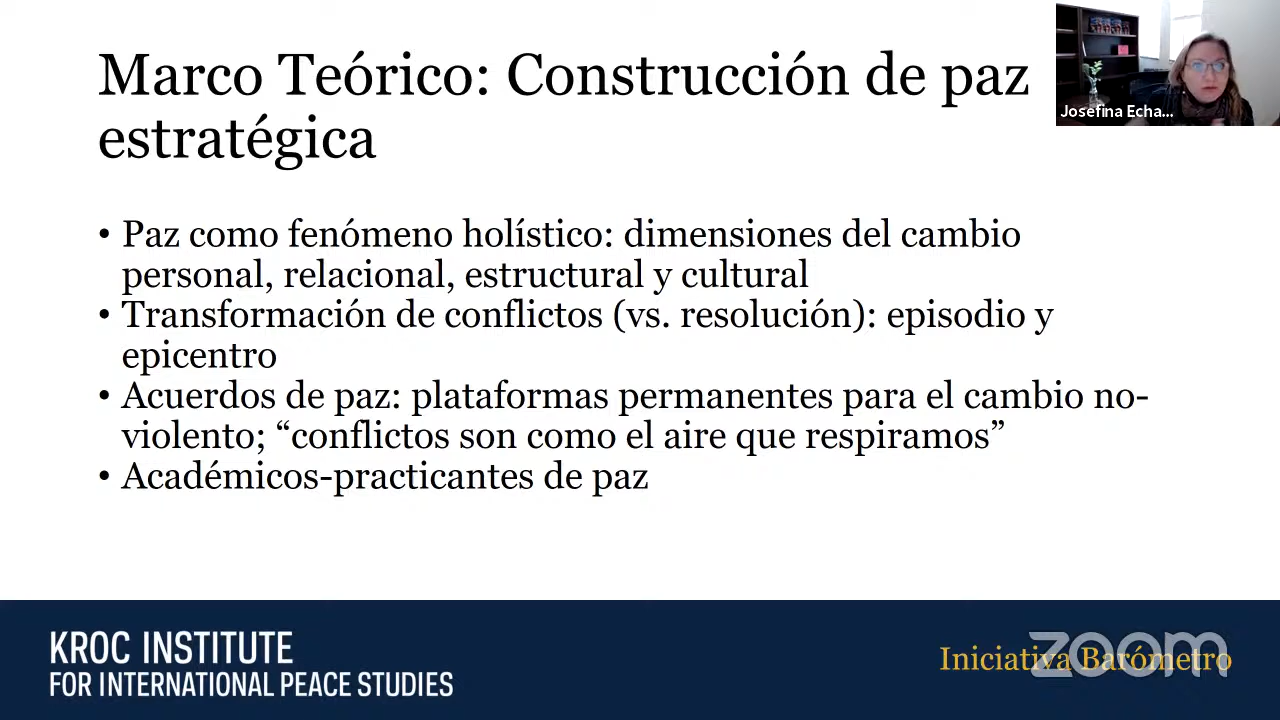 Marco Teórico: Construcción de paz
estratégica
Josefina Echa...
• Paz como fenómeno holístico: dimensiones del cambio
personal, relacional, estructural y cultural
• Transformación de conflictos (vs. resolución): episodio y
epicentro
• Acuerdos de paz: plataformas permanentes para el cambio no-
violento; “conflictos son como el aire que respiramos”
• Académicos-practicantes de paz
KROC INSTITUTE
FOR INTERNATIONAL PEACE STUDIES
Iniciativa Barómetro
zoom